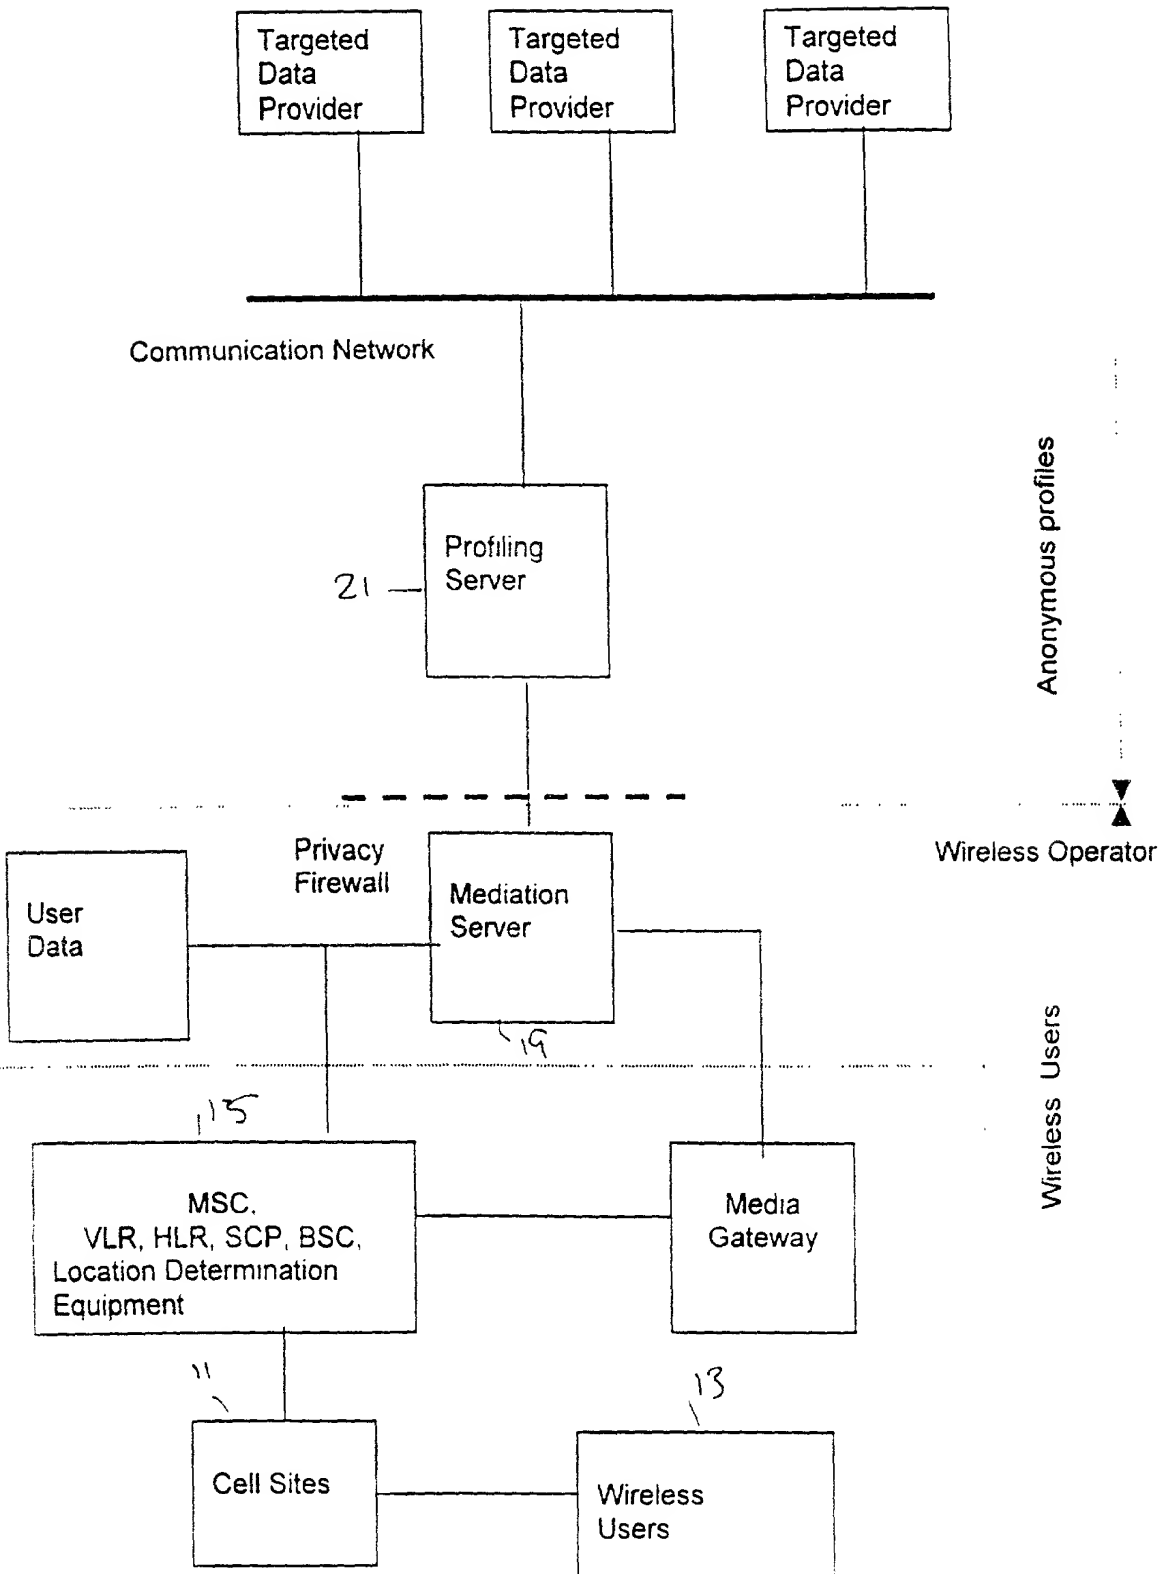 Targeted
Data
Provider
Targeted
Data
Provider
Targeted
Data
Provider
Communication Network
Anonymous profiles
Profiling
Server
21
Privacy
Firewall
Wireless Operator
User
Data
Mediation
Server
19
Wireless Users
15
MSC,
VLR, HLR, SCP, BSC,
Location Determination
Equipment
Media
Gateway
11
13
Cell Sites
Wireless
Users